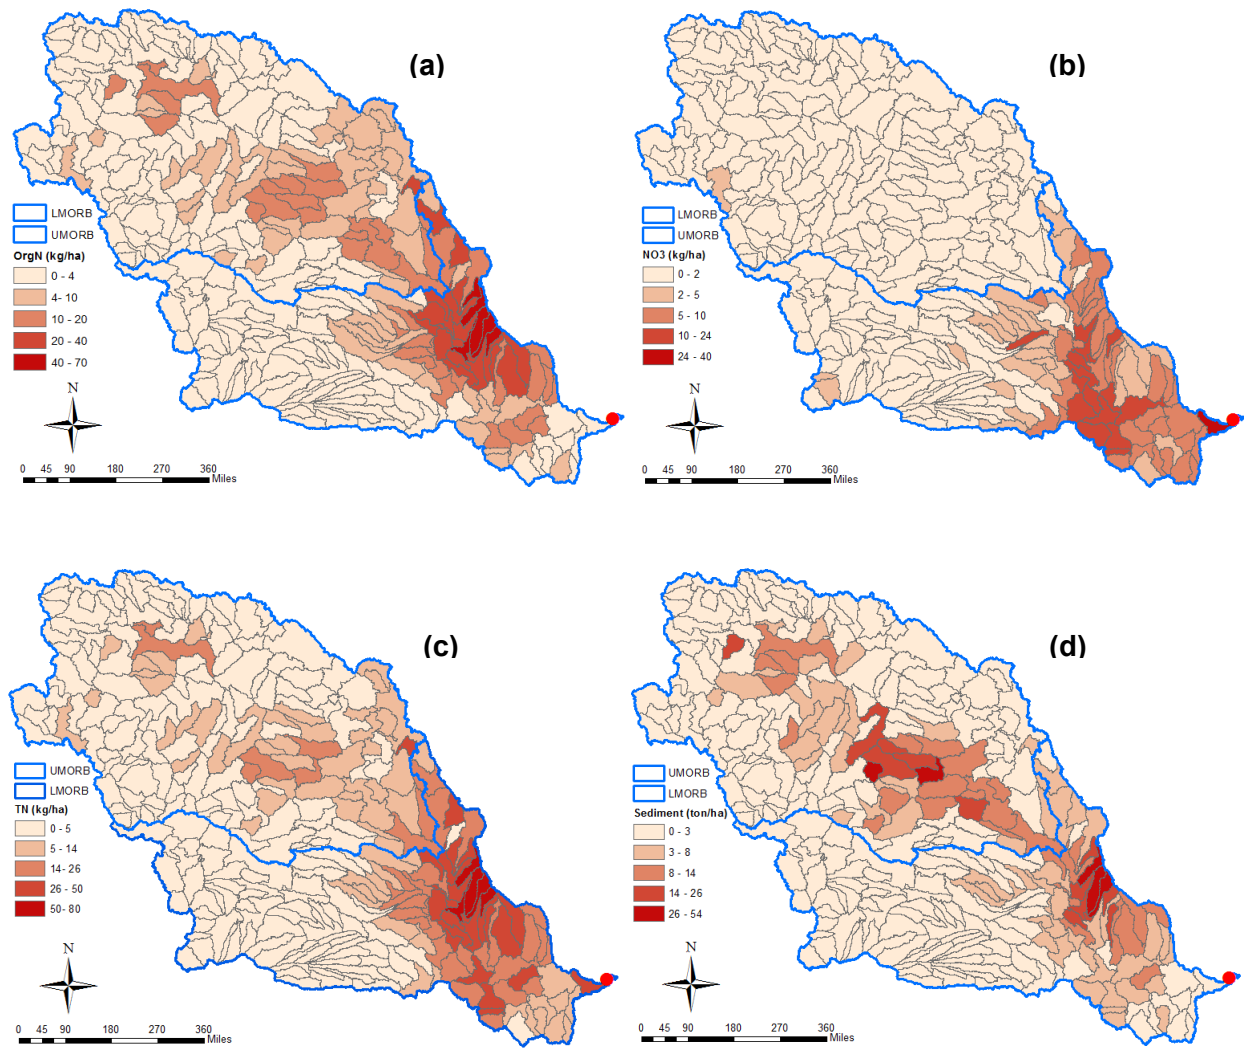 (a)
LMORB
UMORB
OrgN (kg/ha)
0 - 4
4- 10
10 - 20
20 - 40
40 - 70
N
0 45 90 180 270 360
Miles
(b)
LMORB
UMORB
NO3 (kg/ha)
0 - 2
2 - 5
5 - 10
10 - 24
24 - 40
N
0 45 90 180 270 360
Miles
(c)
UMORB
LMORB
TN (kg/ha)
0 - 5
5 - 14
14 - 26
26 - 50
50- 80
N
0 45 90 180 270 360
Miles
(d)
UMORB
LMORB
Sediment (ton/ha)
0 - 3
3 - 8
8 - 14
14 - 26
26 - 54
N
0 45 90 180 270 360
Miles